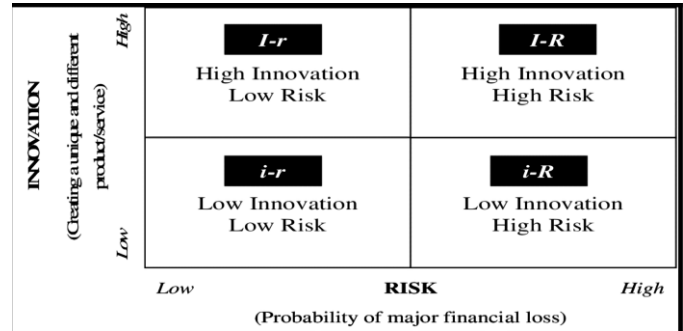 INNOVATION
(Creating a unique and different
product/service)
High
Low
I-r
High Innovation
Low Risk
I-R
High Innovation
High Risk
i-r
Low Innovation
Low Risk
i-R
Low Innovation
High Risk
Low
RISK
High
(Probability of major financial loss)